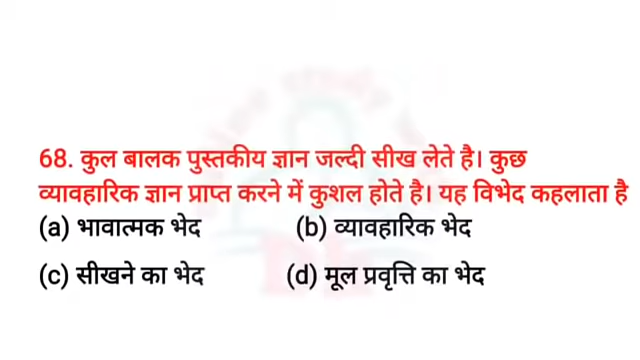 68. कुल बालक पुस्तकीय ज्ञान जल्दी सीख लेते है। कुछ
व्यावहारिक ज्ञान प्राप्त करने में कुशल होते है। यह विभेद कहलाता है
(a) भावात्मक भेद (b) व्यावहारिक भेद
(c) सीखने का भेद (d) मूल प्रवृत्ति का भेद